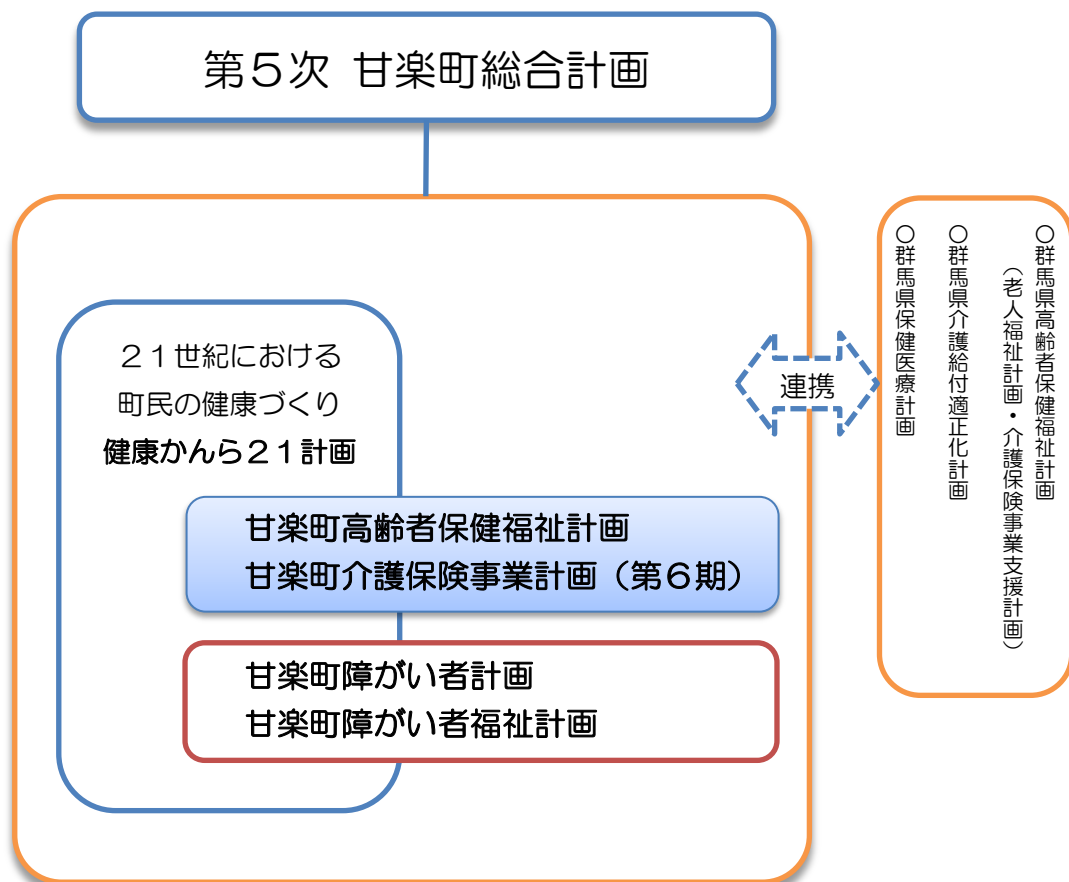 第５次 甘楽町総合計画
２１世紀における
町民の健康づくり
健康かんら２１計画
甘楽町高齢者保健福祉計画
甘楽町介護保険事業計画（第６期）
甘楽町障がい者計画
甘楽町障がい者福祉計画
連携
○群馬県高齢者保健福祉計画
（老人福祉計画・介護保険事業支援計画）
○群馬県介護給付適正化計画
○群馬県保健医療計画